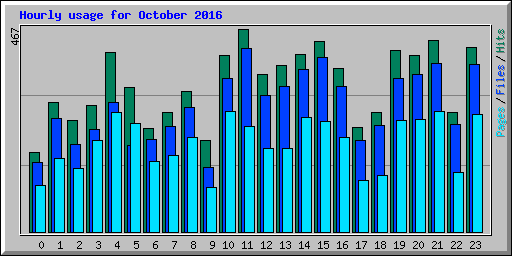 Hourly usage for October 2016
467
Pages / Files / Hits
0 1 2 3 4 5 6 7 8 9 10 11 12 13 14 15 16 17 18 19 20 21 22 23